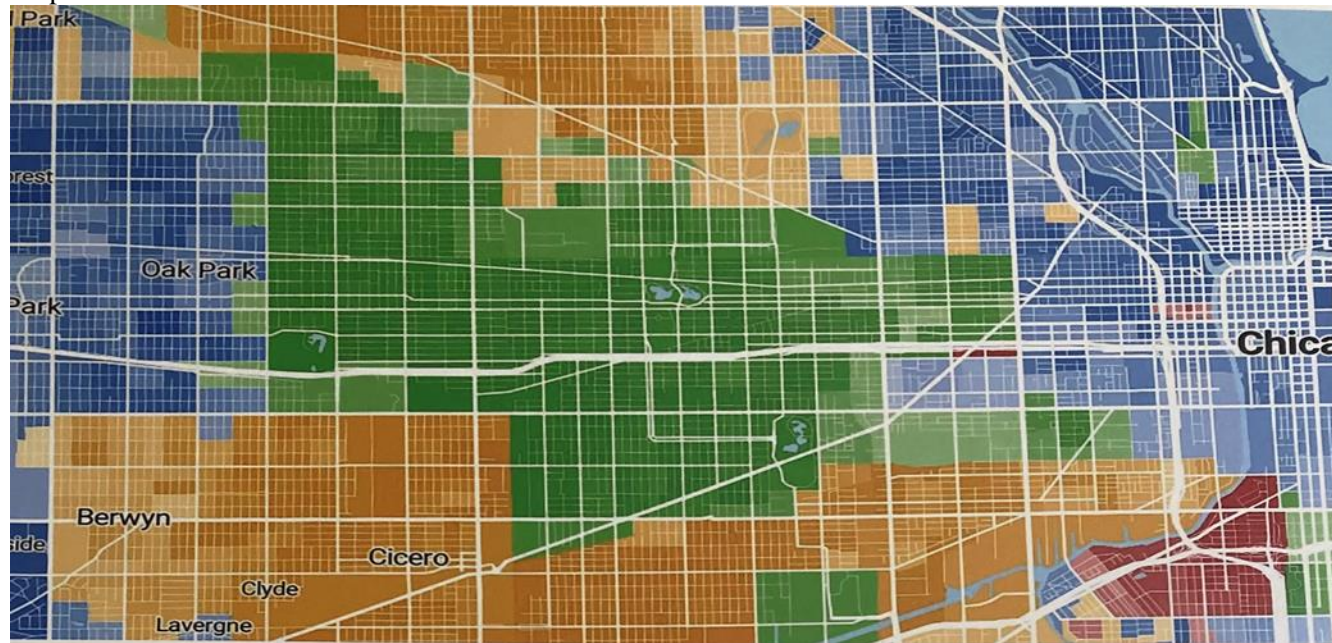 l Park
rest
Oak Park
Park
Chica
Berwyn
side
Cicero
Clyde
Lavergne